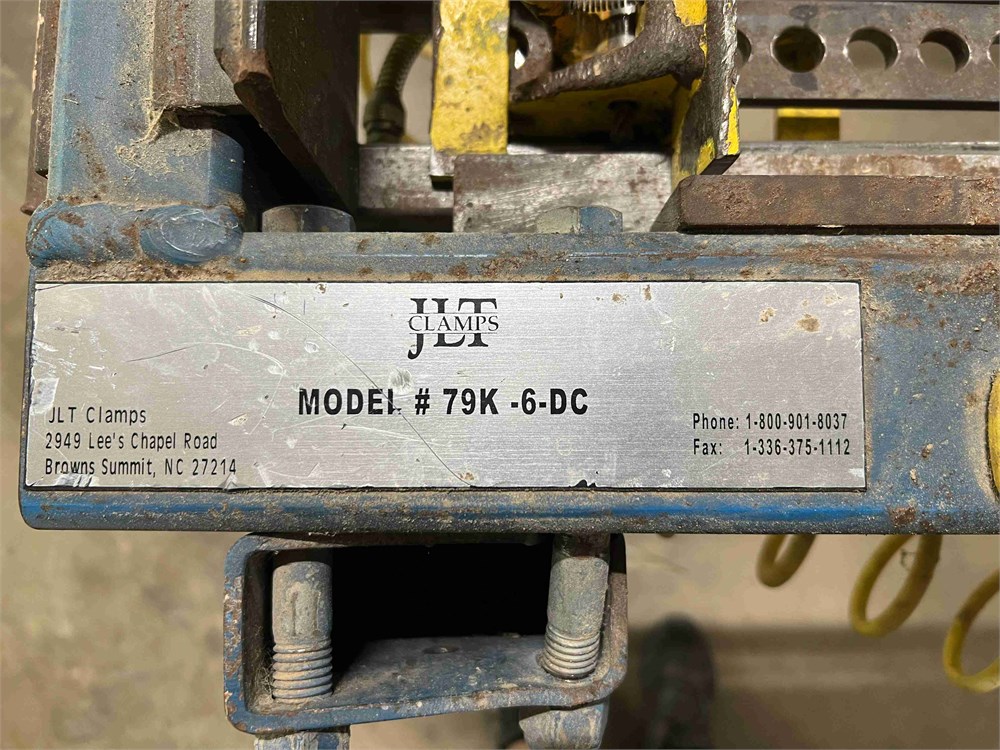 JLT
CLAMPS
MODEL # 79K -6-DC
JLT Clamps
2949 Lee's Chapel Road
Browns Summit, NC 27214
Phone: 1-800-901-8037
Fax: 1-336-375-1112